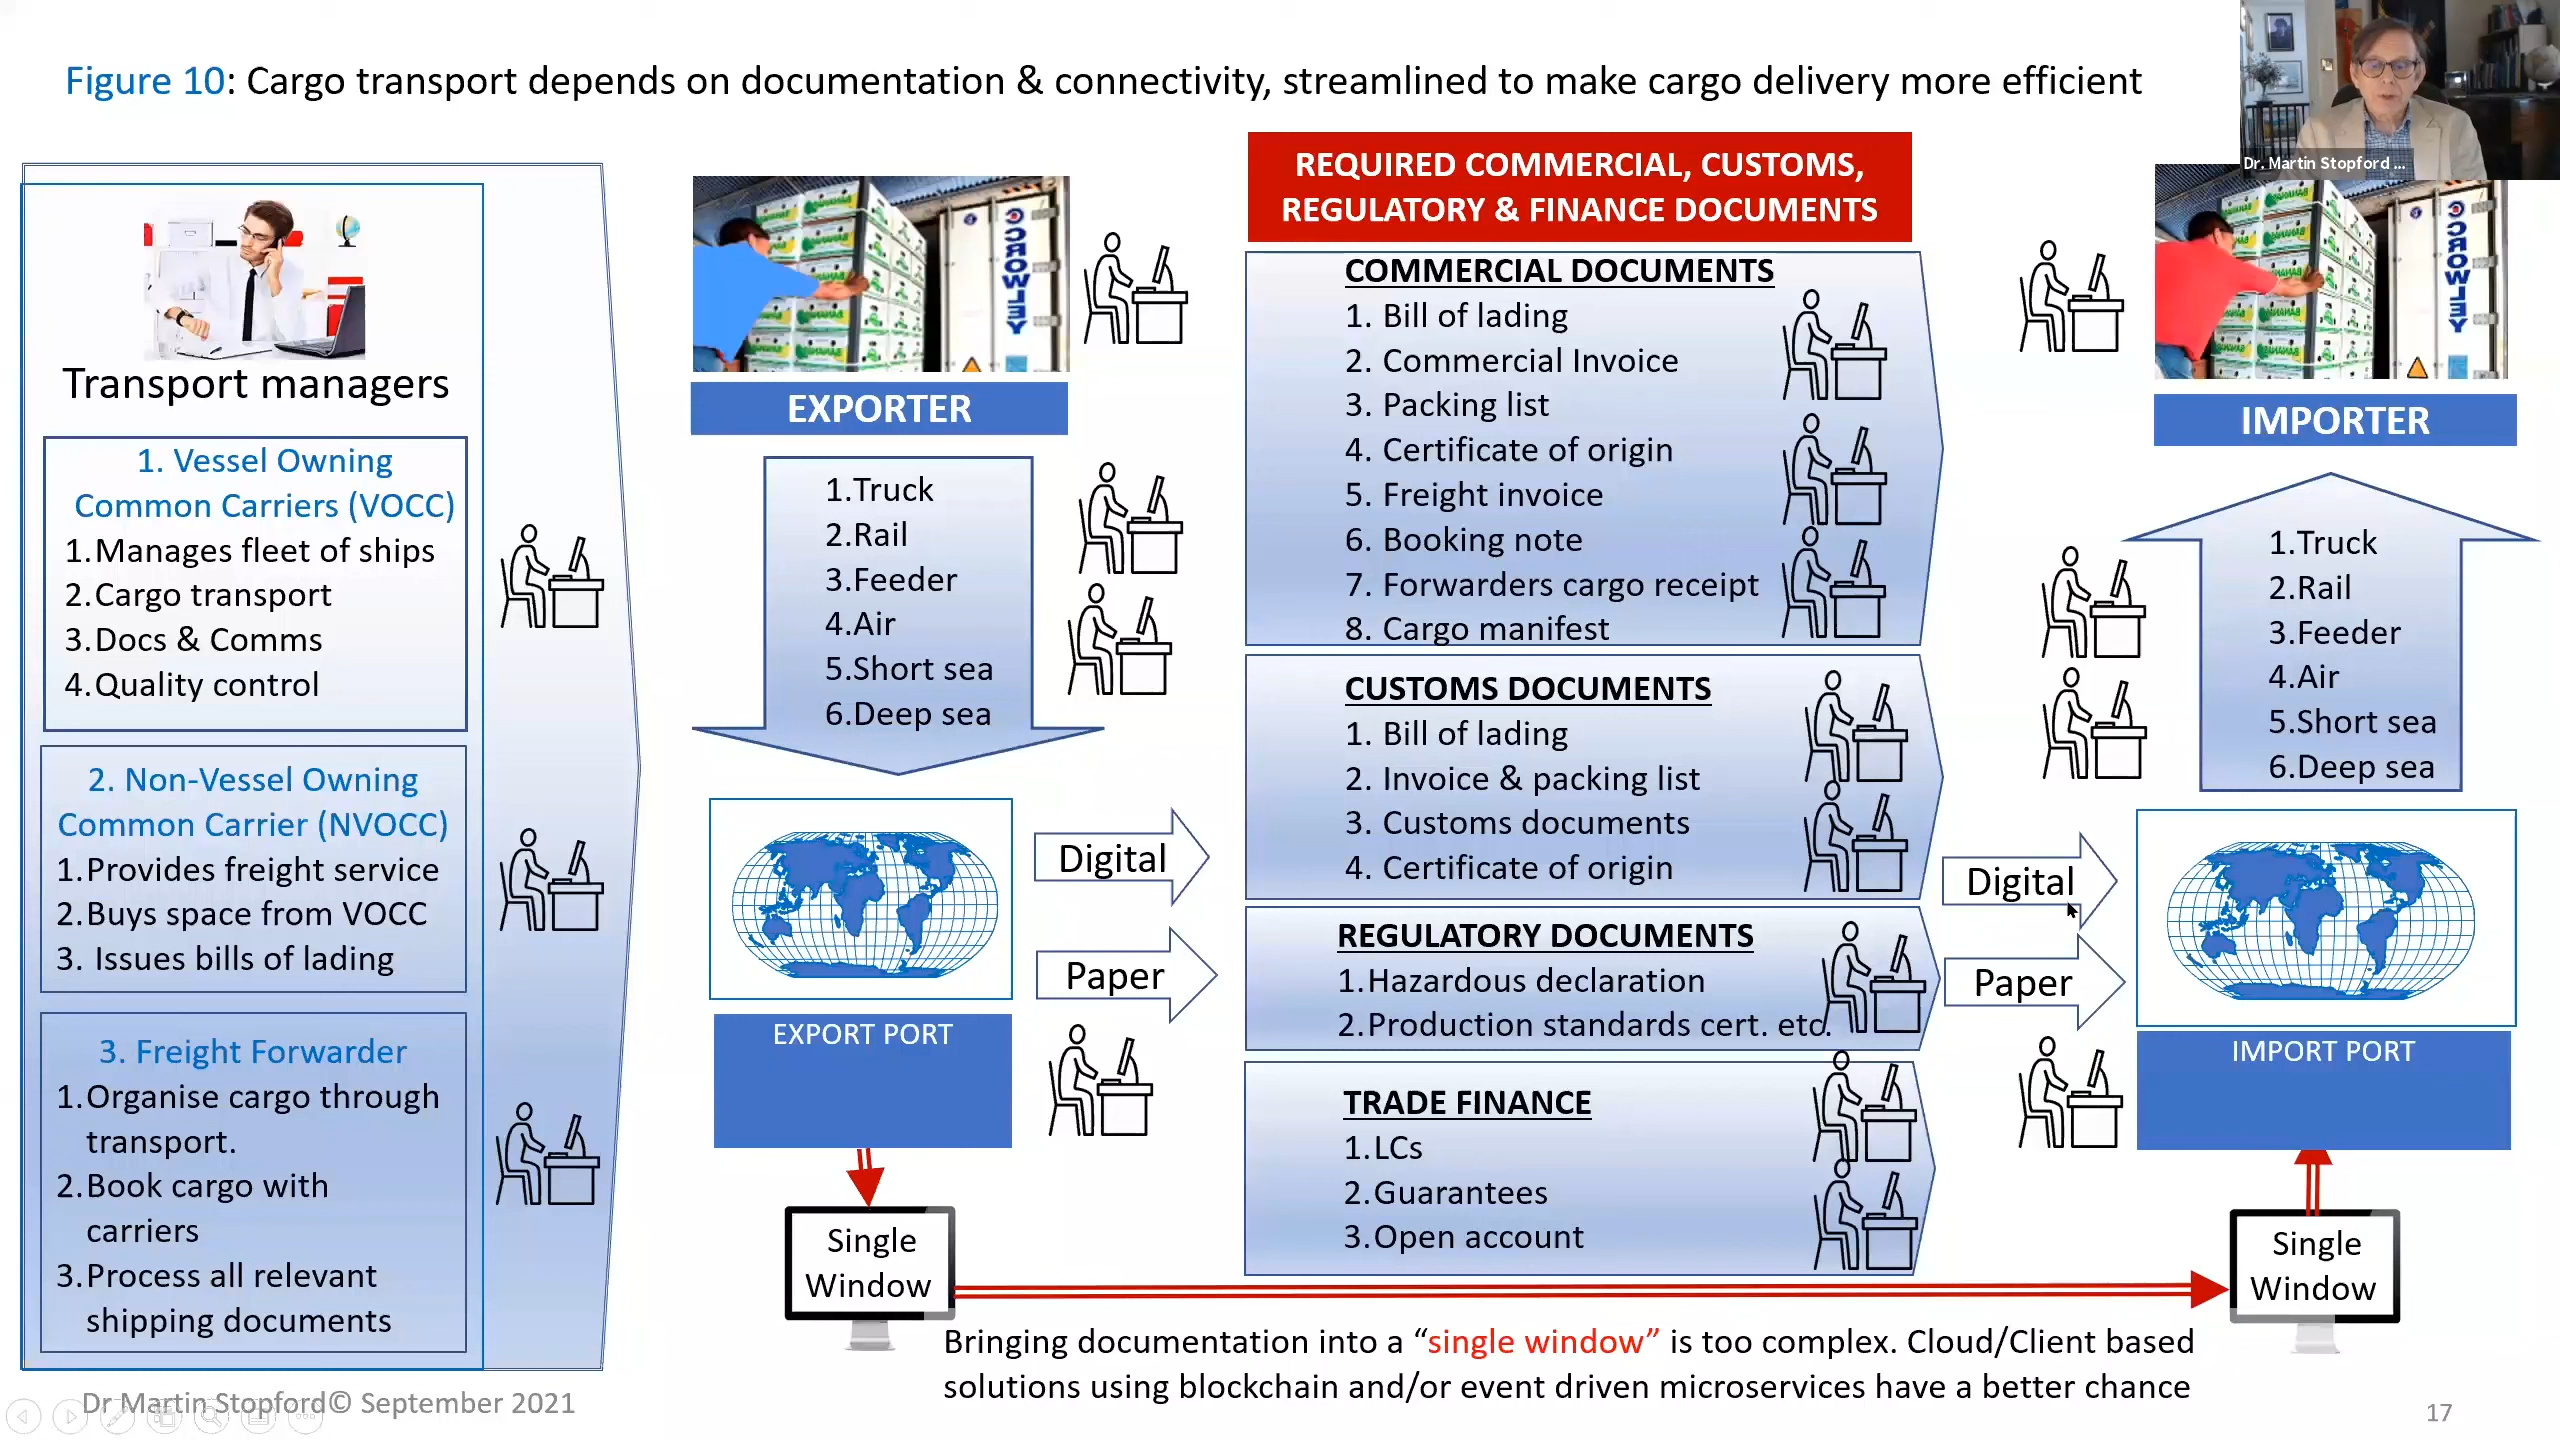 Figure 10: Cargo transport depends on documentation & connectivity, streamlined to make cargo delivery more efficient
Dr. Martin Stopford ...
Transport managers
1. Vessel Owning
Common Carriers (VOCC)
1.Manages fleet of ships
2.Cargo transport
3.Docs & Comms
4.Quality control
2. Non-Vessel Owning
Common Carrier (NVOCC)
1.Provides freight service
2.Buys space from VOCC
3. Issues bills of lading
3. Freight Forwarder
1.Organise cargo through
transport.
2.Book cargo with
carriers
3.Process all relevant
shipping documents
CROWLEY
EXPORTER
1.Truck
2.Rail
3.Feeder
4.Air
5.Short sea
6.Deep sea
EXPORT PORT
Digital
Paper
Single
Window
REQUIRED COMMERCIAL, CUSTOMS,
REGULATORY & FINANCE DOCUMENTS
COMMERCIAL DOCUMENTS
1. Bill of lading
2. Commercial Invoice
3. Packing list
4. Certificate of origin
5. Freight invoice
6. Booking note
7. Forwarders cargo receipt
8. Cargo manifest
CUSTOMS DOCUMENTS
1. Bill of lading
2. Invoice & packing list
3. Customs documents
4. Certificate of origin
REGULATORY DOCUMENTS
1.Hazardous declaration
2.Production standards cert. etc.
TRADE FINANCE
1.LCs
2.Guarantees
3.Open account
Digital
Paper
CROWLEY
IMPORTER
1.Truck
2.Rail
3.Feeder
4.Air
5.Short sea
6.Deep sea
IMPORT PORT
Single
Window
Bringing documentation into a “single window” is too complex. Cloud/Client based
solutions using blockchain and/or event driven microservices have a better chance
Dr Martin Stopford© September 2021
17